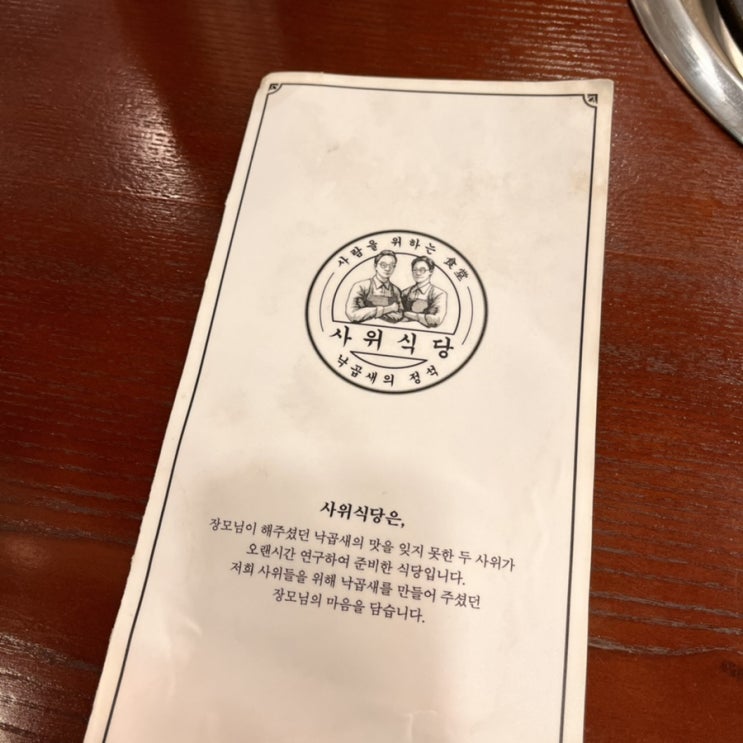 사람을 위하는 食堂
사위식당
낙곱새의 정석
사위식당은,
장모님이 해주셨던 낙곱새의 맛을 잊지 못한 두 사위가
오랜시간 연구하여 준비한 식당입니다.
저희 사위들을 위해 낙곱새를 만들어 주셨던
장모님의 마음을 담습니다.